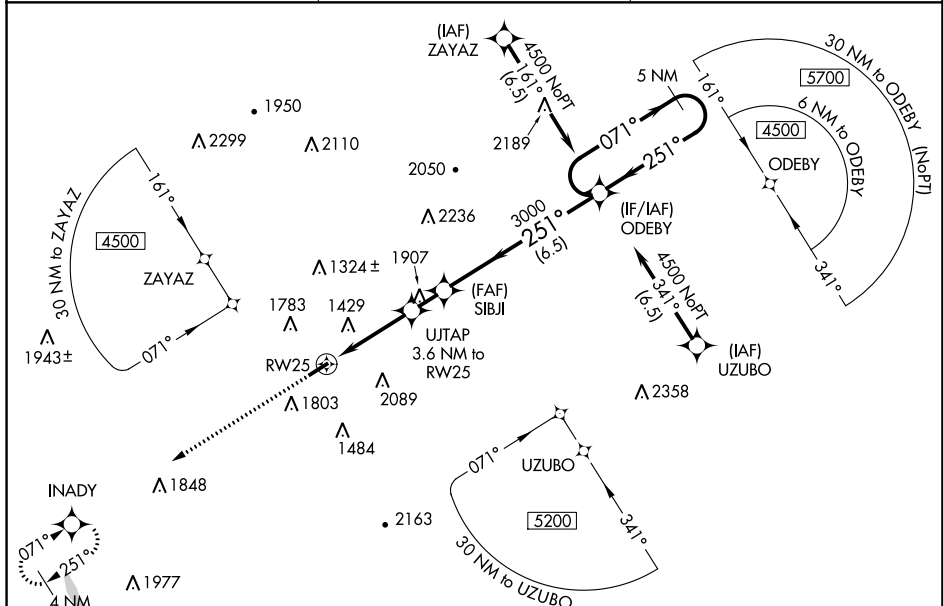 (IAF)
ZAYAZ
4500 NoPT
161°
(6.5)
2189
5 NM
071°
251°
30 NM to ODEBY
(NoPT)
5700
6 NM to ODEBY
4500
161°
ODEBY
341°
1950
2299
2110
2050
2236
3000
251°
(6.5)
(IF/IAF)
ODEBY
30 NM to ZAYAZ
161°
4500
ZAYAZ
071°
1324±
1907
(FAF)
SIBJI
4500 NoPT
341°
(6.5)
1783
1429
UJTAP
3.6 NM to
RW25
(IAF)
UZUBO
1943±
RW25
1803
2089
1484
2358
1848
INADY
071°
251°
4 NM
1977
2163
071°
UZUBO
5200
341°
30 NM to UZUBO